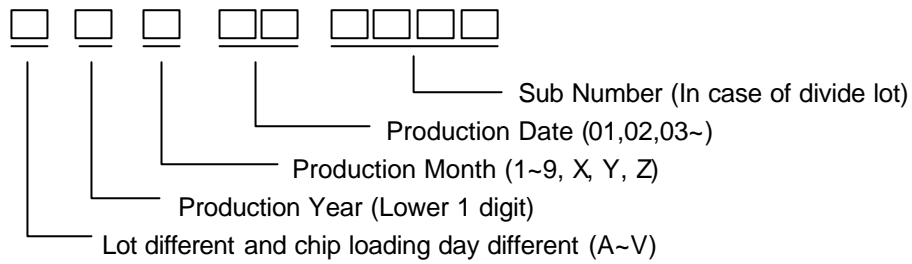 Sub Number (In case of divide lot)
Production Date (01,02,03~)
Production Month (1~9, X, Y, Z)
Production Year (Lower 1 digit)
Lot different and chip loading day different (A~V)